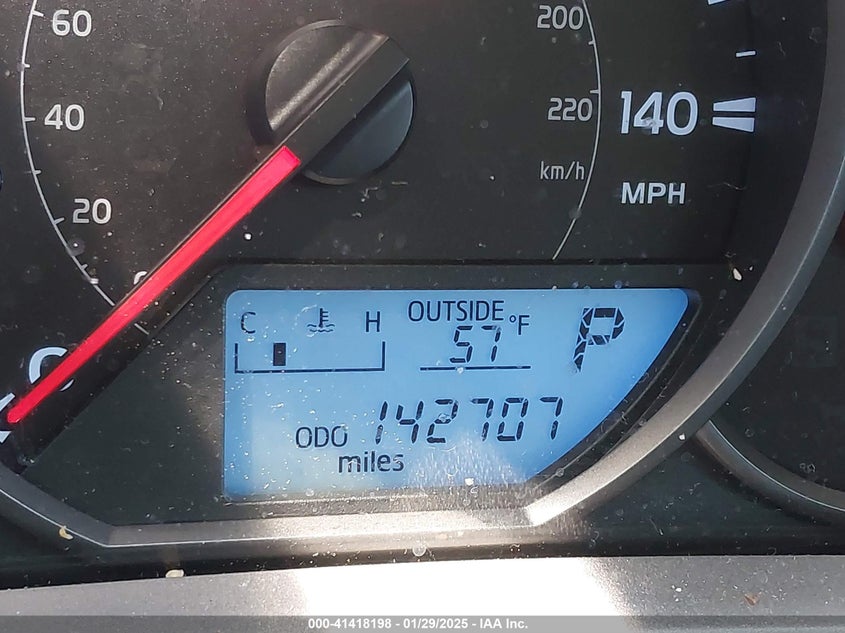 60
200
40
220
140
km/h
MPH
20
C
H
OUTSIDE
57 °F
P
ODO 142707
miles
000-41418198 - 01/29/2025 - IAA Inc.